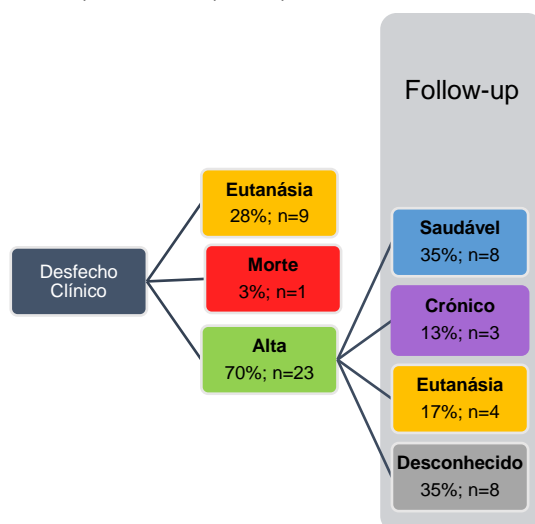 Follow-up
Eutanásia
28%; n=9
Morte
3%; n=1
Alta
70%; n=23
Desfecho
Clínico
Saudável
35%; n=8
Crónico
13%; n=3
Eutanásia
17%; n=4
Desconhecido
35%; n=8